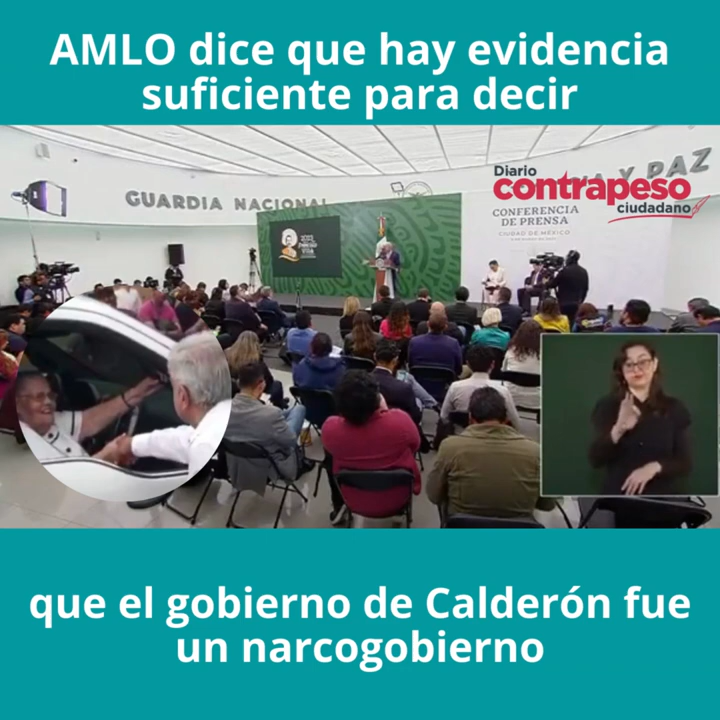 AMLO dice que hay evidencia
suficiente para decir
Diario
contrapeso
ciudadano
GUARDIA NACIONAL
Y PAZ
CONFERENCIA
DE PRENSA
CIUDAD DE MÉXICO
2023
que el gobierno de Calderón fue
un narcogobierno